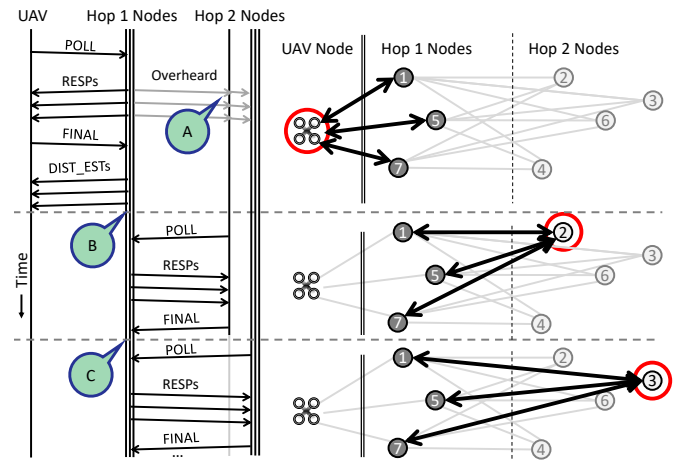 UAV Hop 1 Nodes Hop 2 Nodes
POLL
RESPs
Overheard
A
FINAL
DIST_ESTs
B
POLL
RESPs
FINAL
Time
C
POLL
RESPs
FINAL
...
UAV Node Hop 1 Nodes Hop 2 Nodes
1
2
3
5
6
7
4
1
2
3
5
6
7
4
1
2
3
5
6
7
4